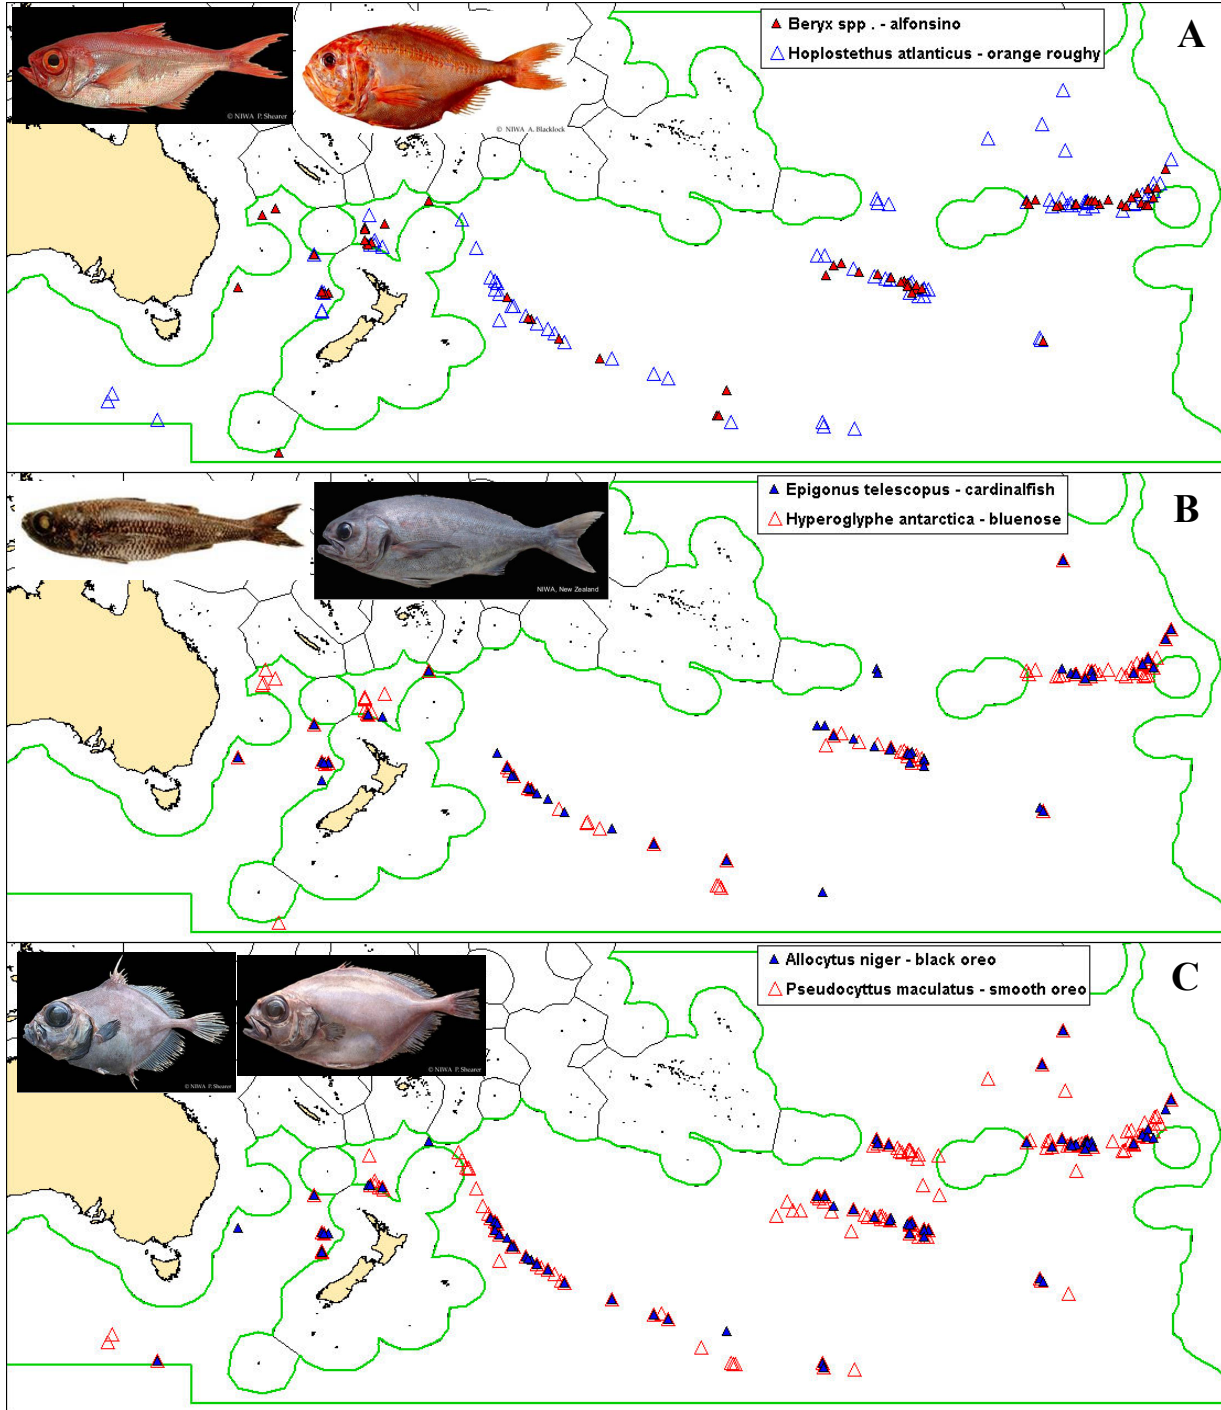 Beryx spp . - alfonsino
Hoplostethus atlanticus - orange roughy
A
© NIWA P. Shearer
© NIWA A. Blacklock
Epigonus telescopus - cardinalfish
Hyperoglyphe antarctica - bluenose
B
NIWA, New Zealand
Allocytus niger - black oreo
Pseudocyttus maculatus - smooth oreo
C
© NIWA P. Shearer
© NIWA P. Shearer